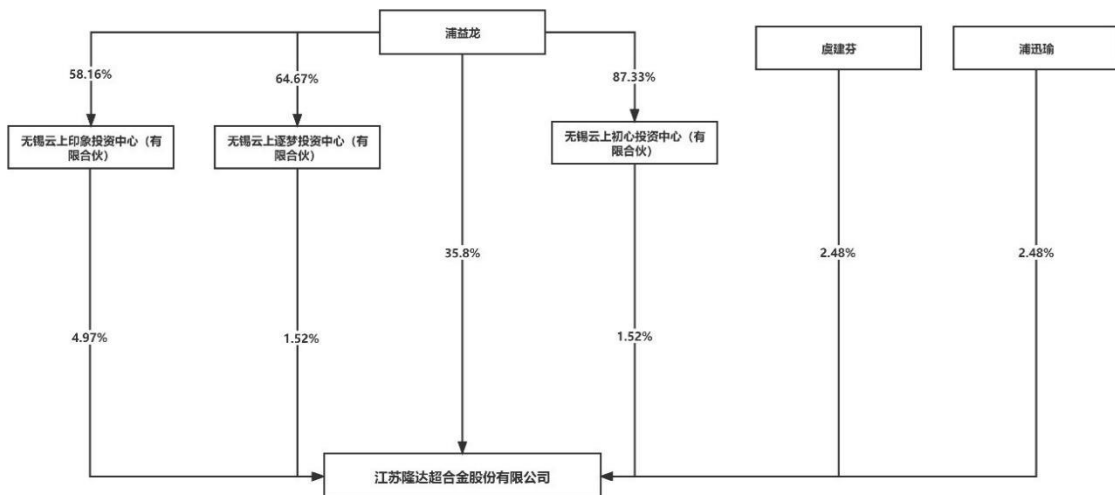 浦益龙
虞建芬
浦迅瑜
58.16%
64.67%
87.33%
无锡云上印象投资中心（有
限合伙）
无锡云上逐梦投资中心（有
限合伙）
无锡云上初心投资中心（有
限合伙）
35.8%
2.48%
2.48%
4.97%
1.52%
1.52%
江苏隆达超合金股份有限公司